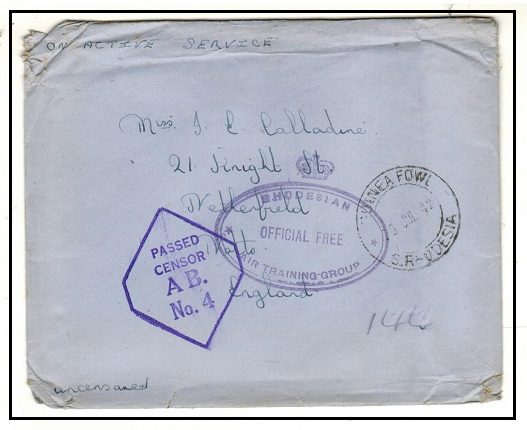 ON ACTIVE SERVICE
Miss. J. E. Calladine.
21. Knight St.
Netherfield
Notts
England
RHODESIAN
OFFICIAL FREE
AIR TRAINING GROUP
GUINEA FOWL
S. RHODESIA
PASSED
CENSOR
AB.
No. 4
uncensored